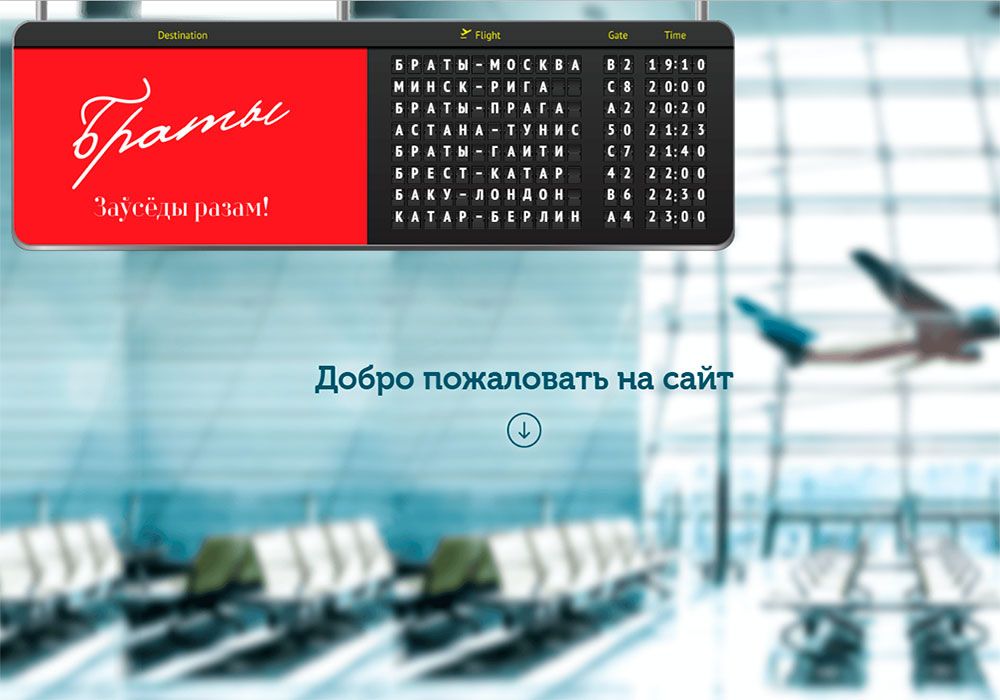 Destination Flight Gate Time
Браты
Заўсёды разам!
БРАТЫ-МОСКВА B2 19:10
МИНСК-РИГА C8 20:00
БРАТЫ-ПРАГА A2 20:20
АСТАНА-ТУНИС 50 21:23
БРАТЫ-ГАИТИ C7 21:40
БРЕСТ-КАТАР 42 22:00
БАКУ-ЛОНДОН B6 22:30
КАТАР-БЕРЛИН A4 23:00
Добро пожаловать на сайт